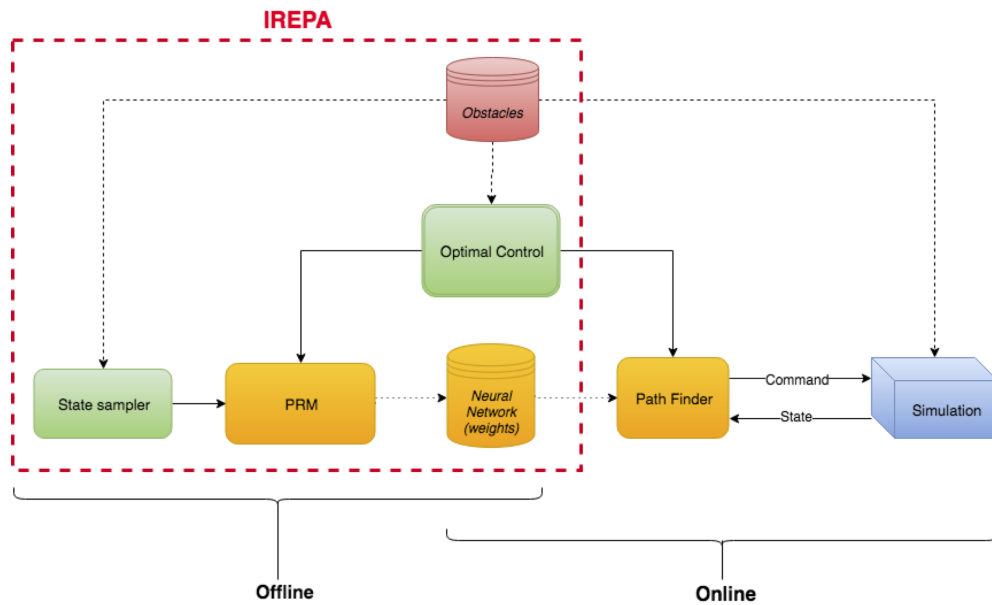 IREPA
Obstacles
Optimal Control
State sampler
PRM
Neural
Network
(weights)
Path Finder
Command
State
Simulation
Offline
Online